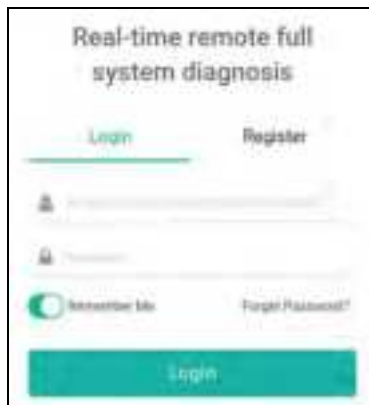 Real-time remote full
system diagnosis
Login Register
Remember Me Forgot Password?
Login